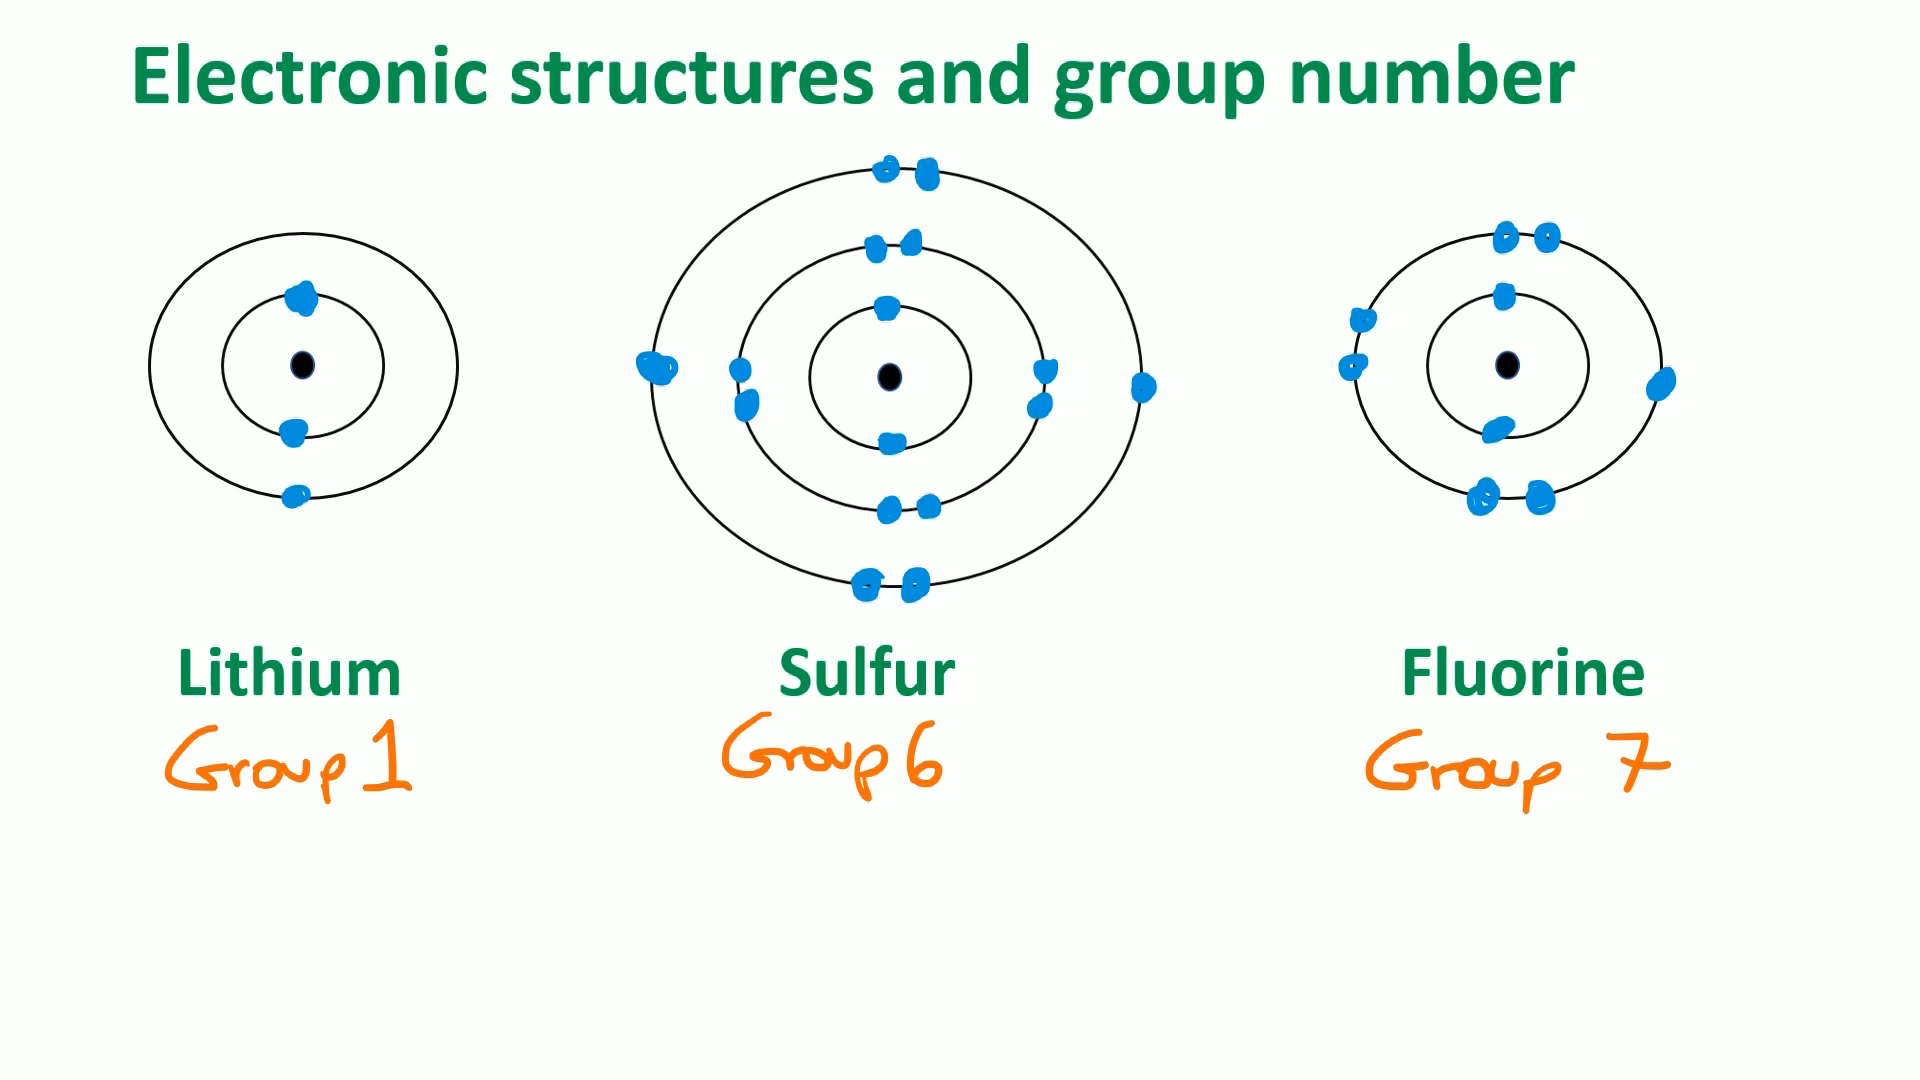 Electronic structures and group number
Lithium
Sulfur
Fluorine
Group 1
Group 6
Group 7